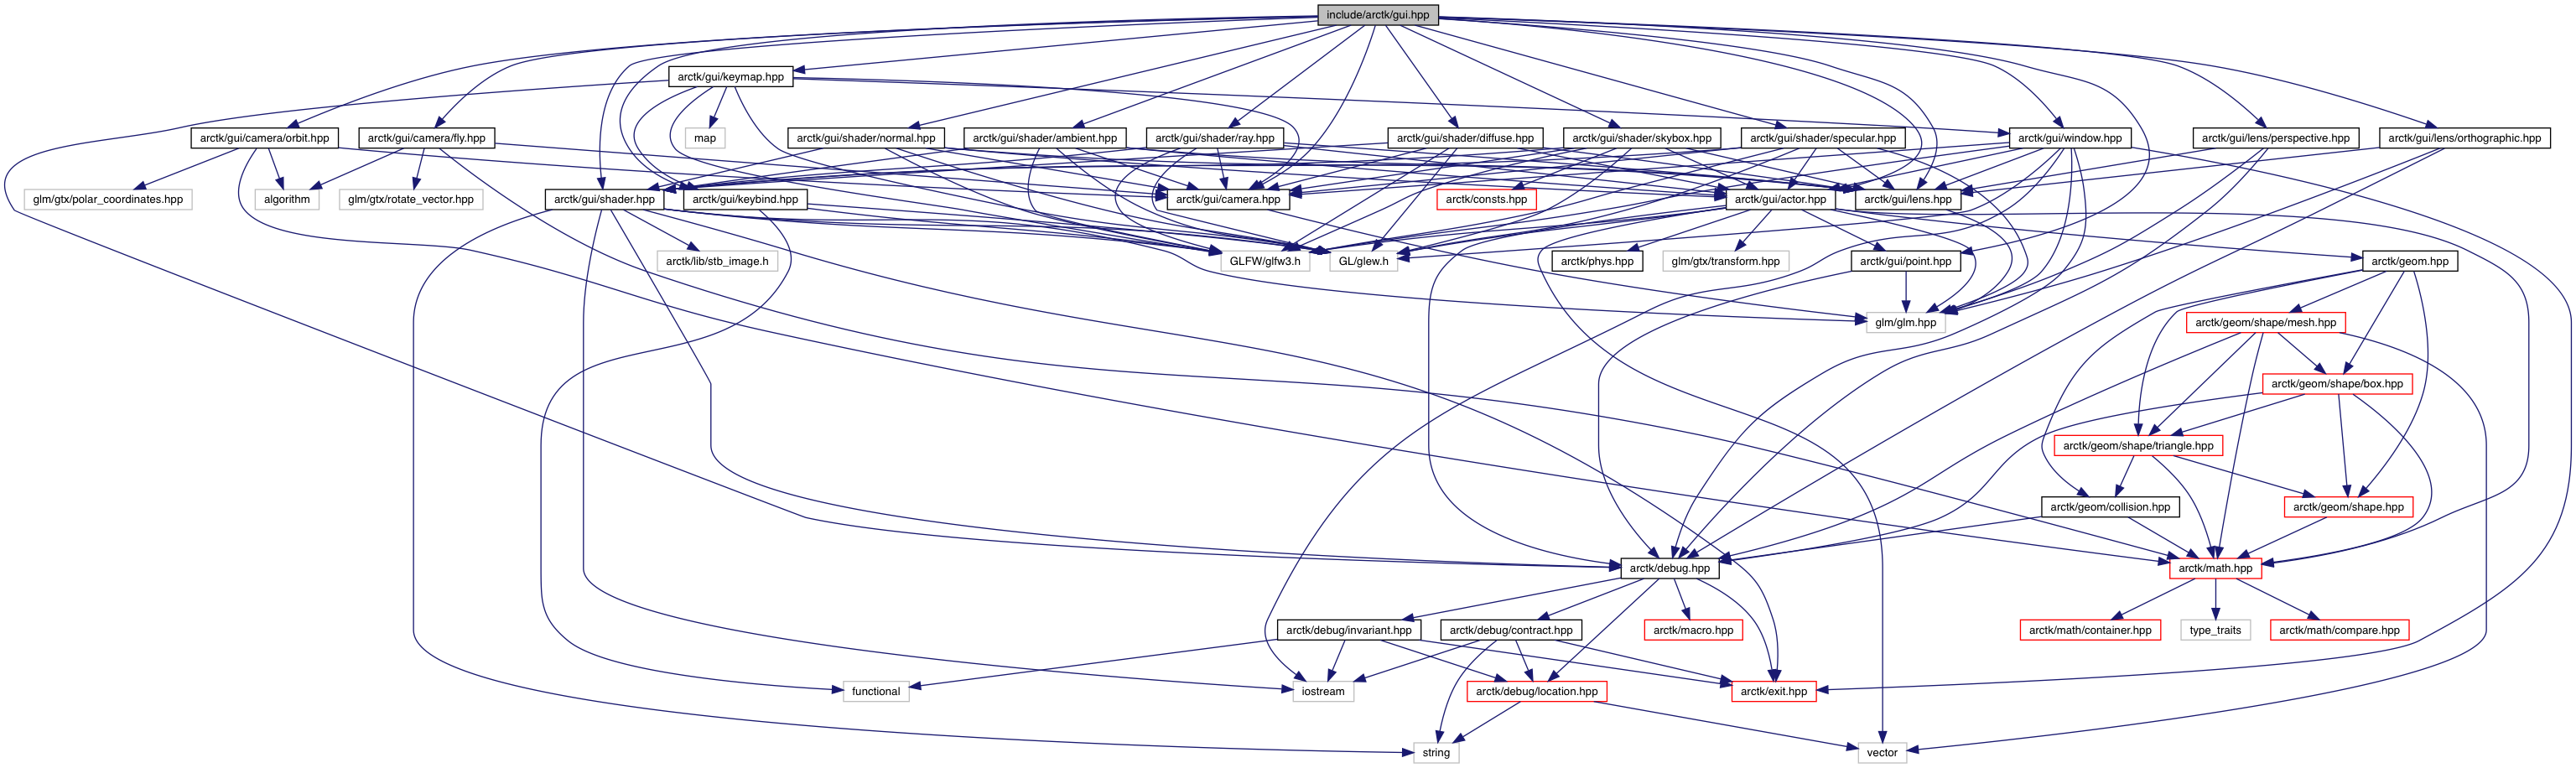 include/arctk/gui.hpp
arctk/gui/keymap.hpp
arctk/gui/camera/orbit.hpp
arctk/gui/camera/fly.hpp
map
arctk/gui/shader/normal.hpp
arctk/gui/shader/ambient.hpp
arctk/gui/shader/ray.hpp
arctk/gui/shader/diffuse.hpp
arctk/gui/shader/skybox.hpp
arctk/gui/shader/specular.hpp
arctk/gui/window.hpp
arctk/gui/lens/perspective.hpp
arctk/gui/lens/orthographic.hpp
glm/gtx/polar_coordinates.hpp
algorithm
glm/gtx/rotate_vector.hpp
arctk/gui/shader.hpp
arctk/gui/keybind.hpp
arctk/gui/camera.hpp
arctk/consts.hpp
arctk/gui/actor.hpp
arctk/gui/lens.hpp
arctk/lib/stb_image.h
GLFW/glfw3.h
GL/glew.h
arctk/phys.hpp
glm/gtx/transform.hpp
arctk/gui/point.hpp
arctk/geom.hpp
glm/glm.hpp
arctk/geom/shape/mesh.hpp
arctk/geom/shape/box.hpp
arctk/geom/shape/triangle.hpp
arctk/geom/collision.hpp
arctk/geom/shape.hpp
arctk/debug.hpp
arctk/math.hpp
arctk/debug/invariant.hpp
arctk/debug/contract.hpp
arctk/macro.hpp
arctk/math/container.hpp
type_traits
arctk/math/compare.hpp
functional
iostream
arctk/debug/location.hpp
arctk/exit.hpp
string
vector